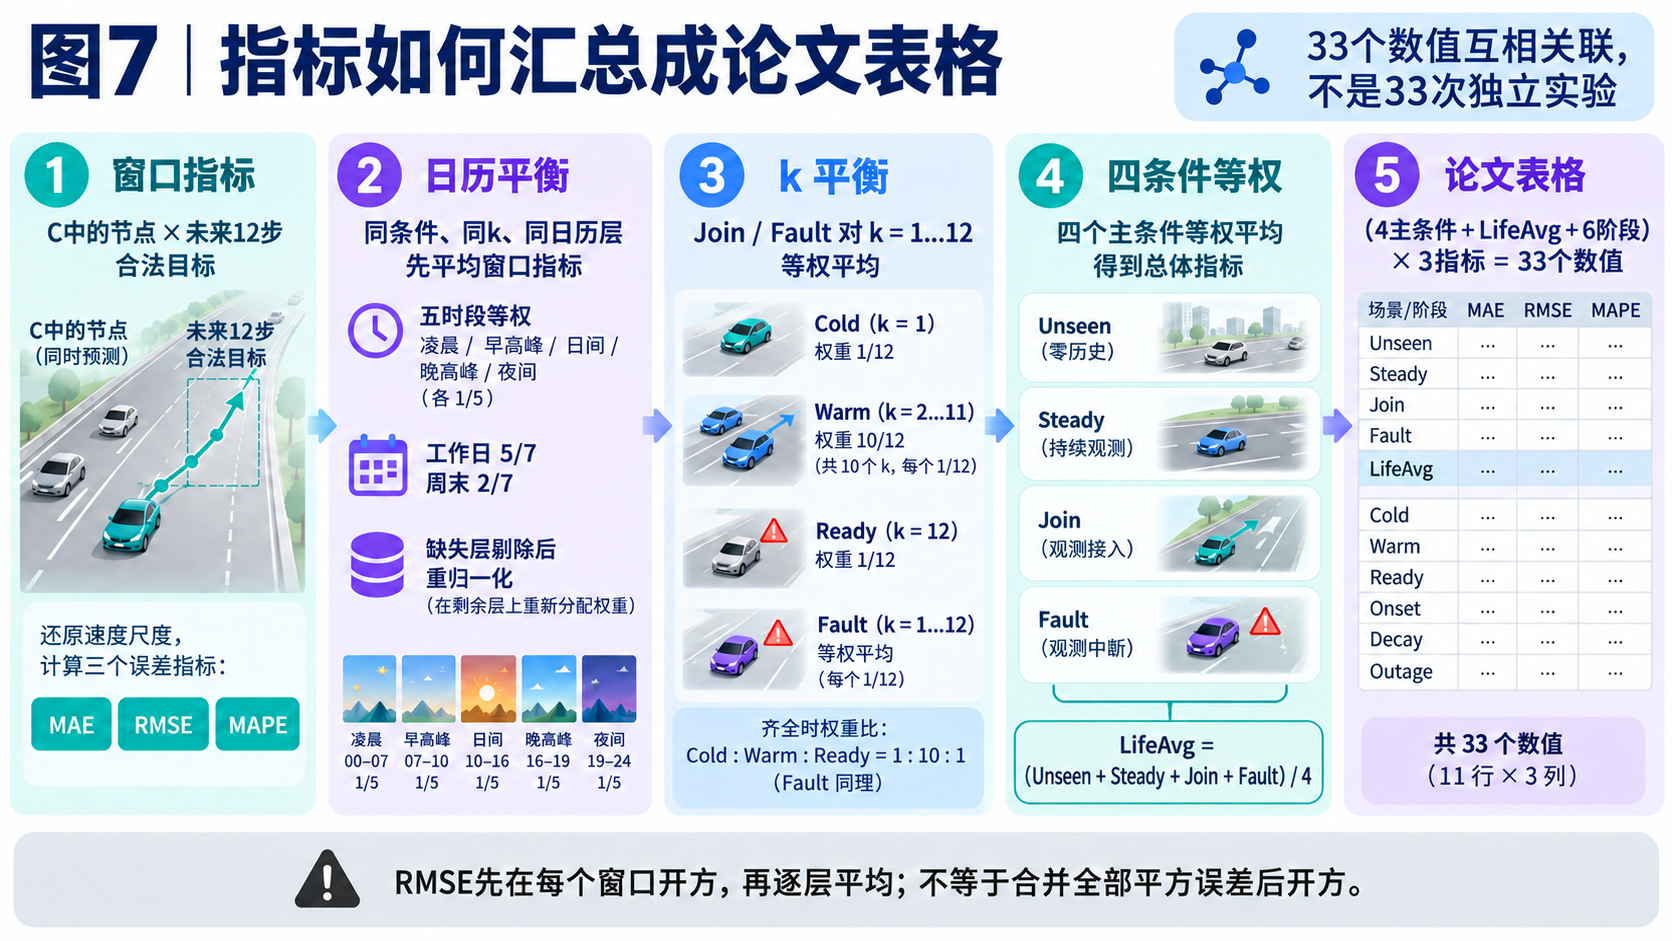 图7｜指标如何汇总成论文表格
33个数值互相关联，
不是33次独立实验
1 窗口指标
C中的节点 × 未来12步
合法目标
C中的节点
（同时预测）
未来12步
合法目标
还原速度尺度，
计算三个误差指标：
MAE RMSE MAPE
2 日历平衡
同条件、同k、同日历层
先平均窗口指标
五时段等权
凌晨 / 早高峰 / 日间 /
晚高峰 / 夜间
（各 1/5）
工作日 5/7
周末 2/7
缺失层剔除后
重归一化
（在剩余层上重新分配权重）
凌晨 早高峰 日间 晚高峰 夜间
00–07 07–10 10–16 16–19 19–24
1/5 1/5 1/5 1/5 1/5
3 k 平衡
Join / Fault 对 k = 1...12
等权平均
Cold（k = 1）
权重 1/12
Warm（k = 2...11）
权重 10/12
（共 10 个 k，每个 1/12）
Ready（k = 12）
权重 1/12
Fault（k = 1...12）
等权平均
（每个 1/12）
齐全时权重比：
Cold : Warm : Ready = 1 : 10 : 1
（Fault 同理）
4 四条件等权
四个主条件等权平均
得到总体指标
Unseen
（零历史）
Steady
（持续观测）
Join
（观测接入）
Fault
（观测中断）
LifeAvg =
(Unseen + Steady + Join + Fault) / 4
5 论文表格
（4主条件 + LifeAvg + 6阶段）
× 3指标 = 33个数值
场景/阶段 MAE RMSE MAPE
Unseen ... ... ...
Steady ... ... ...
Join ... ... ...
Fault ... ... ...
LifeAvg ... ... ...
Cold ... ... ...
Warm ... ... ...
Ready ... ... ...
Onset ... ... ...
Decay ... ... ...
Outage ... ... ...
共 33 个数值
（11 行 × 3 列）
RMSE先在每个窗口开方，再逐层平均；不等于合并全部平方误差后开方。